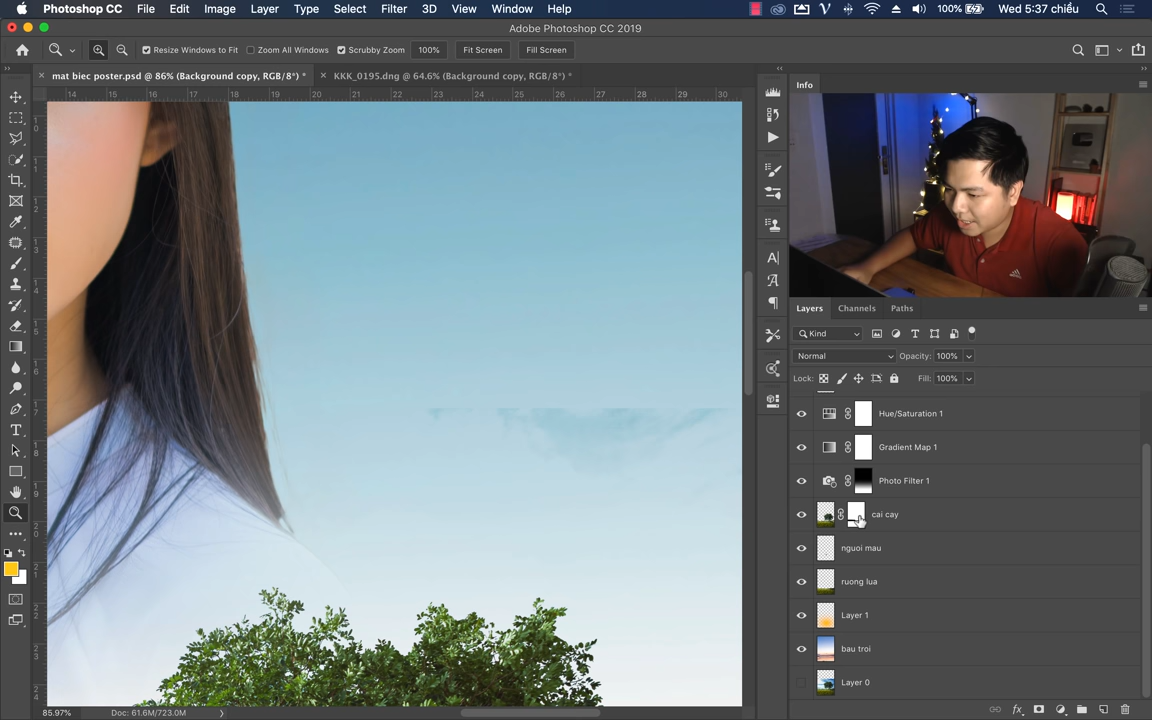 Photoshop CC File Edit Image Layer Type Select Filter 3D View Window Help 100% Wed 5:37 chiều
Adobe Photoshop CC 2019
Resize Windows to Fit All Windows Scrubby Zoom 100% Fit Screen Fill Screen
mat biec poster.psd @ 86% (Background copy, RGB/8*) * KKK_0195.dng @ 64.6% (Background copy, RGB/8*) *
14 15 16 17 18 19 20 21 22 23 24 25 26 27 28 29 30
Info
Layers Channels Paths
Kind
Normal Opacity: 100%
Lock: Fill: 100%
Hue/Saturation 1
Gradient Map 1
Photo Filter 1
cai cay
nguoi mau
ruong lua
Layer 1
bau troi
Layer 0
85.97% Doc: 61.6M/723.0M